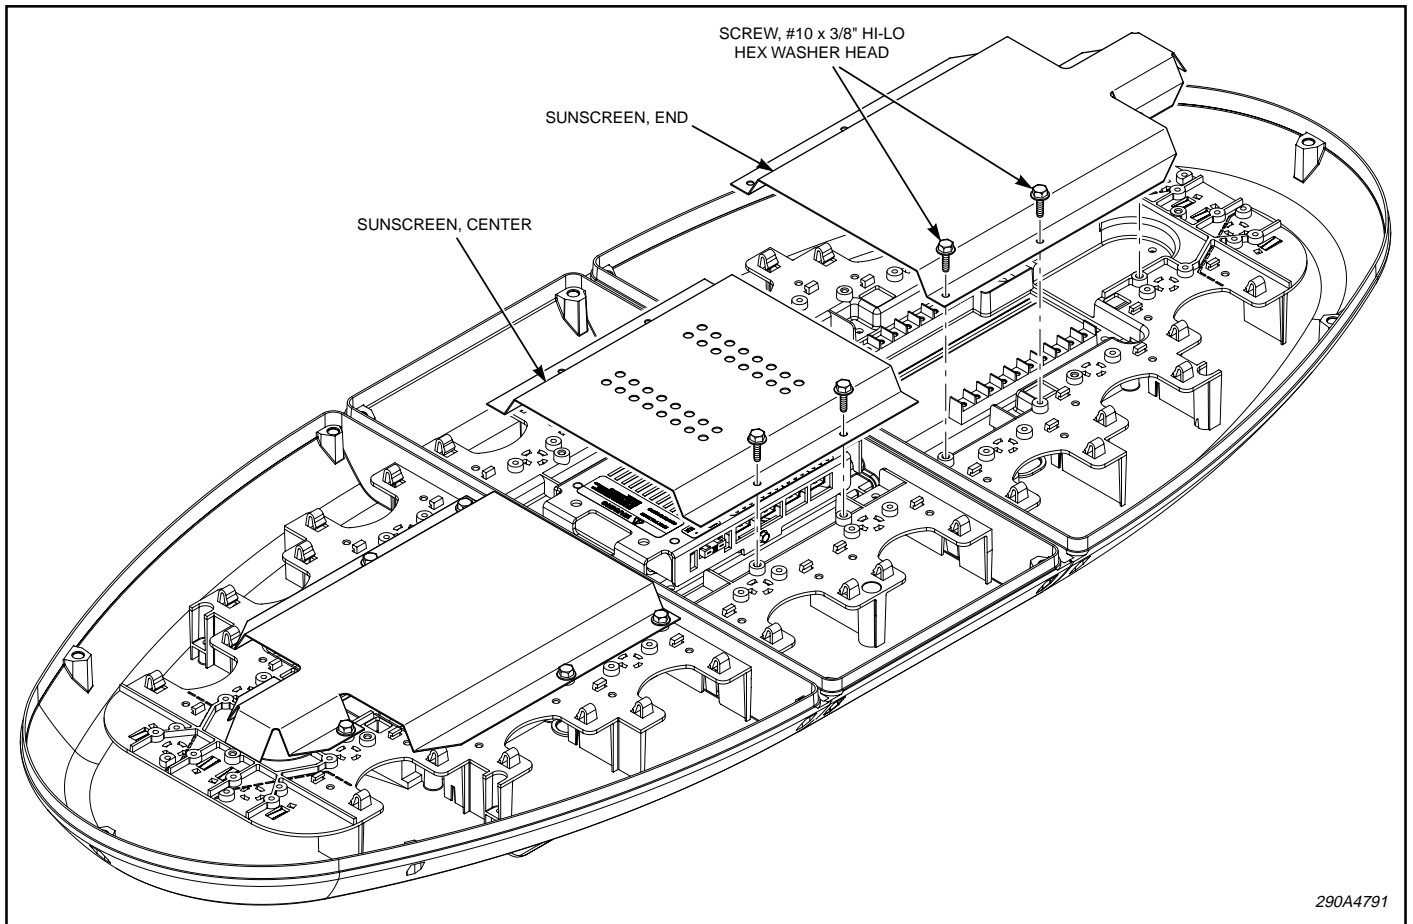 SCREW, #10 x 3/8" HI-LO
HEX WASHER HEAD
SUNSCREEN, END
SUNSCREEN, CENTER
290A4791